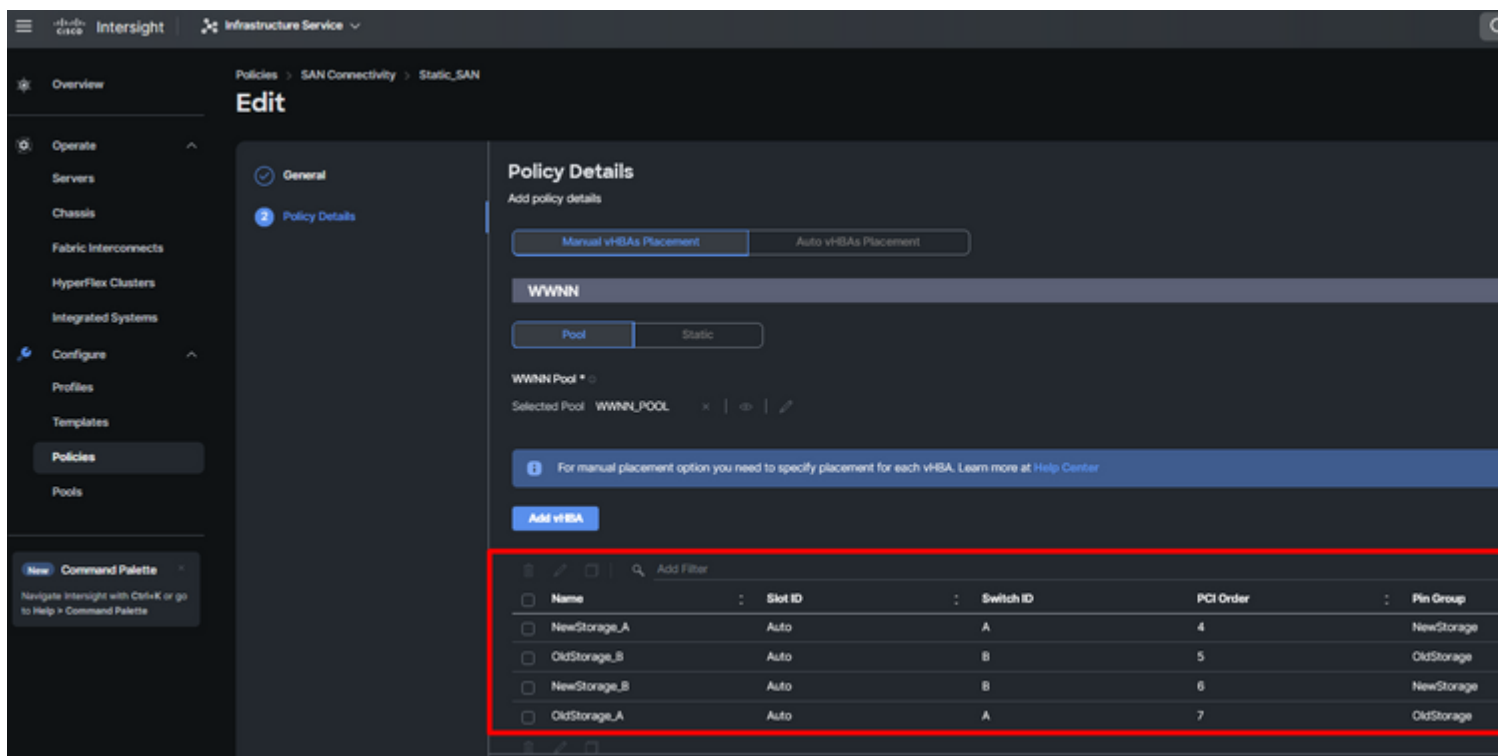 cisco Intersight Infrastructure Service
Overview
Operate
Servers
Chassis
Fabric Interconnects
HyperFlex Clusters
Integrated Systems
Configure
Profiles
Templates
Policies
Pools
New Command Palette
Navigate Intersight with Ctrl+K or go
to Help > Command Palette
Policies > SAN Connectivity > Static_SAN
Edit
General
2 Policy Details
Policy Details
Add policy details
Manual vHBAs Placement Auto vHBAs Placement
WWNN
Pool Static
WWNN Pool *
Selected Pool WWNN_POOL
For manual placement option you need to specify placement for each vHBA. Learn more at Help Center
Add vHBA
Add Filter
Name Slot ID Switch ID PCI Order Pin Group
NewStorage_A Auto A 4 NewStorage
OldStorage_B Auto B 5 OldStorage
NewStorage_B Auto B 6 NewStorage
OldStorage_A Auto A 7 OldStorage